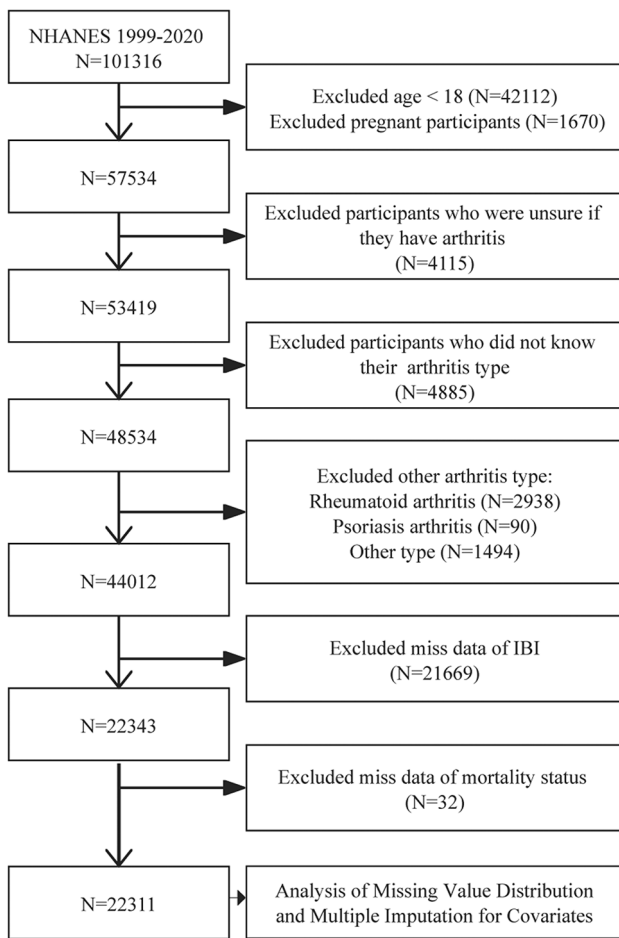 NHANES 1999-2020
N=101316
Excluded age < 18 (N=42112)
Excluded pregnant participants (N=1670)
N=57534
Excluded participants who were unsure if
they have arthritis
(N=4115)
N=53419
Excluded participants who did not know
their arthritis type
(N=4885)
N=48534
Excluded other arthritis type:
Rheumatoid arthritis (N=2938)
Psoriasis arthritis (N=90)
Other type (N=1494)
N=44012
Excluded miss data of IBI
(N=21669)
N=22343
Excluded miss data of mortality status
(N=32)
N=22311
Analysis of Missing Value Distribution
and Multiple Imputation for Covariates